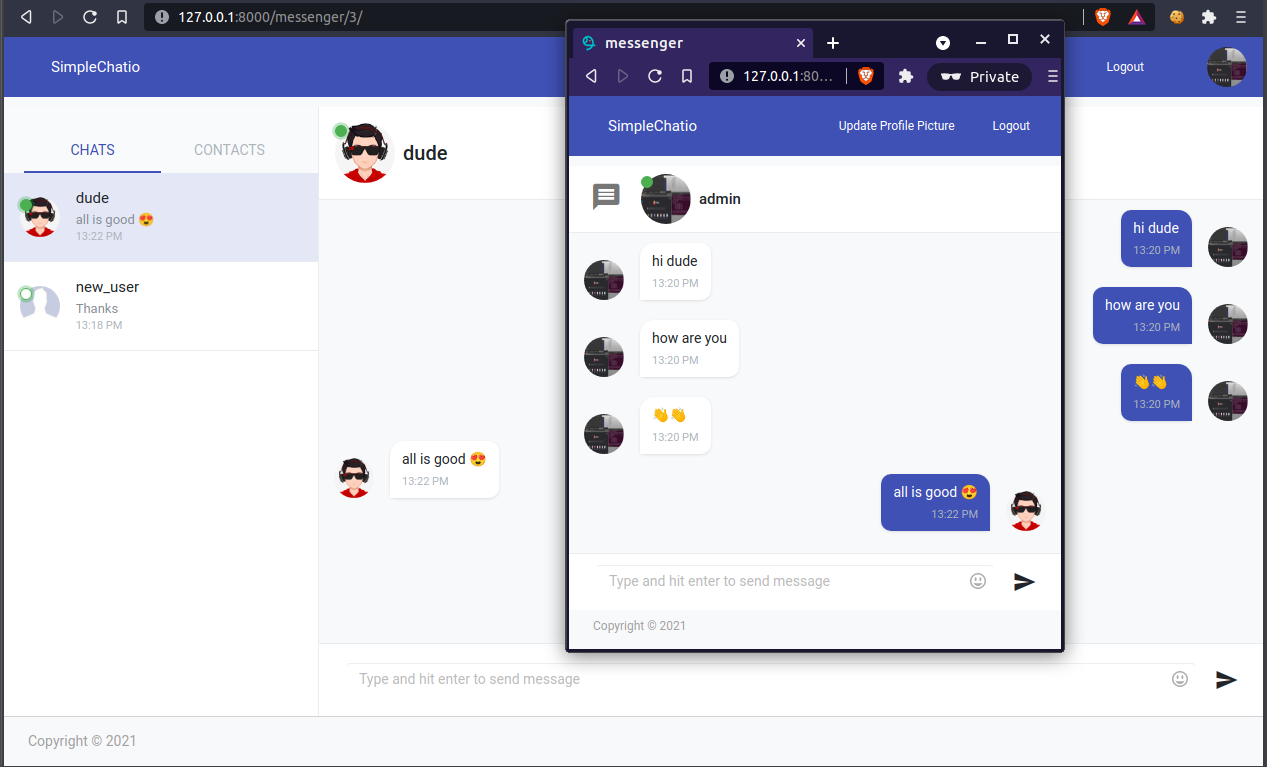 127.0.0.1:8000/messenger/3/
SimpleChatio
Logout
CHATS
CONTACTS
dude
all is good 😍
13:22 PM
new_user
Thanks
13:18 PM
dude
hi dude
13:20 PM
how are you
13:20 PM
👏👏
13:20 PM
all is good 😍
13:22 PM
Type and hit enter to send message
Copyright © 2021
messenger
127.0.0.1:80...
Private
SimpleChatio
Update Profile Picture
Logout
admin
hi dude
13:20 PM
how are you
13:20 PM
👏👏
13:20 PM
all is good 😍
13:22 PM
Type and hit enter to send message
Copyright © 2021